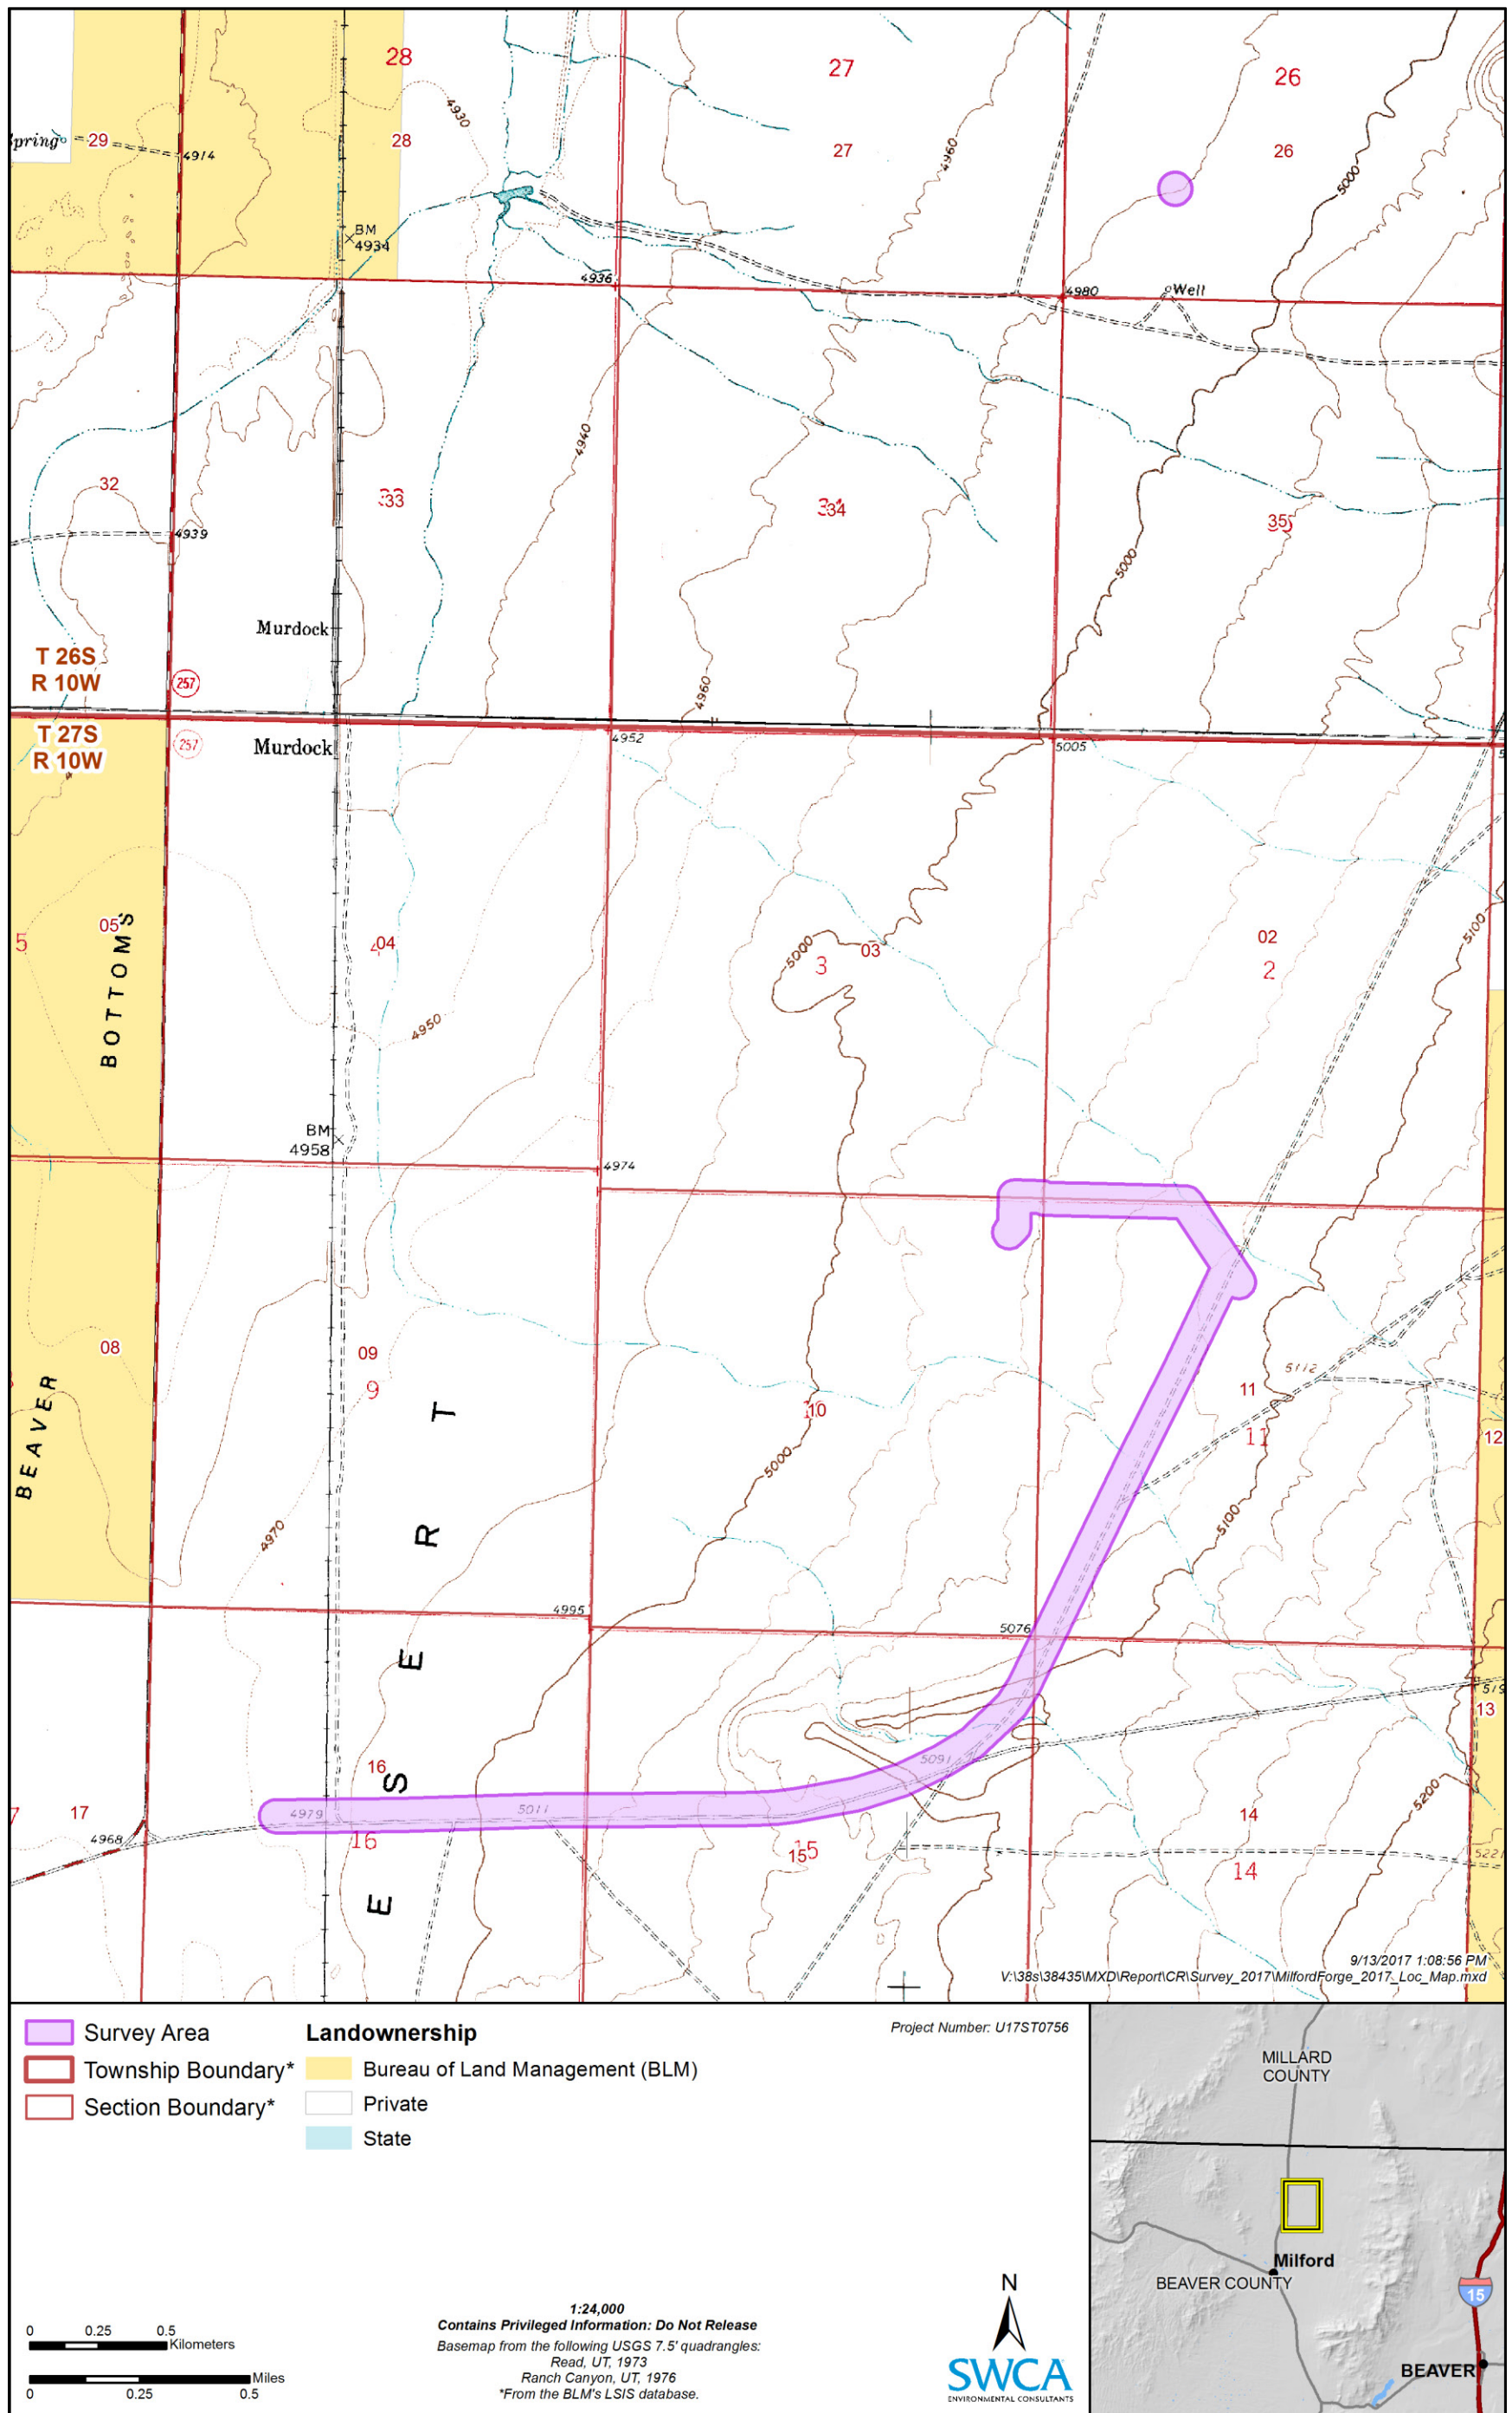 28
27
26
29
28
27
26
4930
pring
4914
4960
5000
BM
4934
4936
4980
Well
4940
32
33
34
35
4939
5000
Murdock
T 26S
R 10W
257
4960
T 27S
R 10W
257
Murdock
4952
5005
5100
05
5
04
03
3
02
2
5000
BOTTOMS
4950
BM
4958
4974
08
09
9
BEAVER
10
11
11
5112
12
5000
4970
5100
T
R
E
S
E
4995
5076
519
13
5091
5200
16
4979
5011
16
7
17
4968
15
15
14
14
5221
9/13/2017 1:08:56 PM
V:\38s\38435\MXD\Report\CR\Survey_2017\MilfordForge_2017_Loc_Map.mxd
Survey Area
Township Boundary*
Section Boundary*
Landownership
Bureau of Land Management (BLM)
Private
State
Project Number: U17ST0756
0 0.25 0.5
Kilometers
Miles
0 0.25 0.5
1:24,000
Contains Privileged Information: Do Not Release
Basemap from the following USGS 7.5' quadrangles:
Read, UT, 1973
Ranch Canyon, UT, 1976
*From the BLM's LSIS database.
N
SWCA
ENVIRONMENTAL CONSULTANTS
MILLARD
COUNTY
Milford
BEAVER COUNTY
15
BEAVER